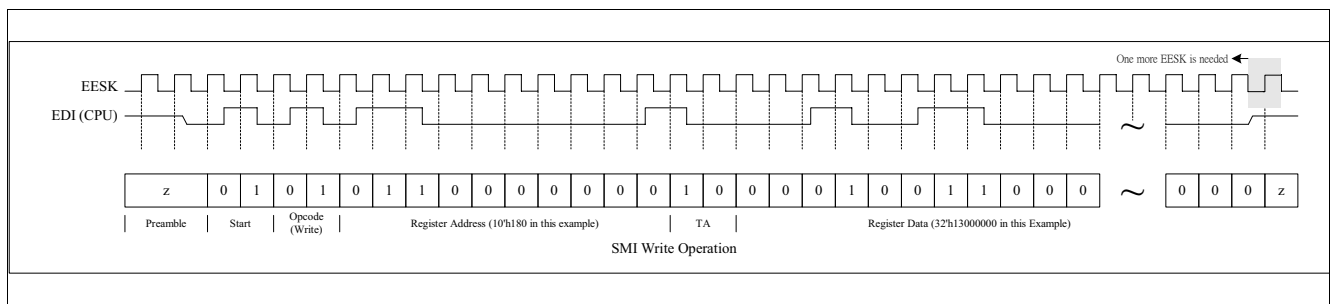 One more EESK is needed
EESK
EDI (CPU)
~
z 0 1 0 1 0 1 1 0 0 0 0 0 0 0 1 0 0 0 0 1 0 0 1 1 0 0 0 ~ 0 0 0 z
Preamble Start Opcode (Write) Register Address (10'h180 in this example) TA Register Data (32'h13000000 in this Example)
SMI Write Operation